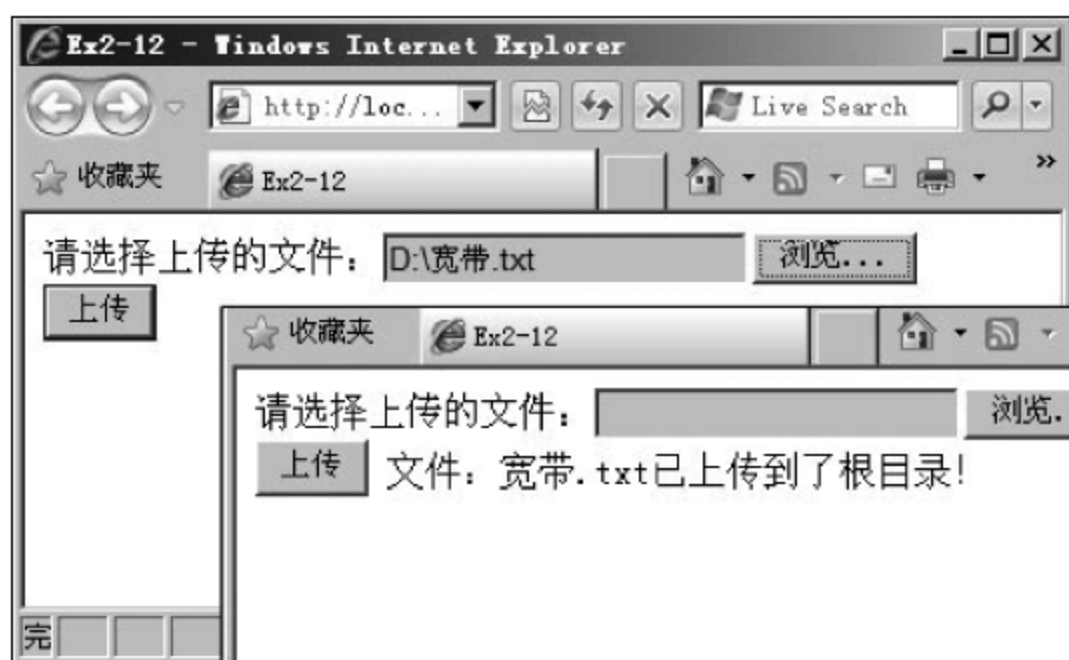 Ex2-12 - Windows Internet Explorer
http://loc... Live Search
收藏夹 Ex2-12 »
请选择上传的文件: D:\宽带.txt 浏览...
上传
收藏夹 Ex2-12
请选择上传的文件: 浏览.
上传 文件: 宽带.txt已上传到了根目录!
完